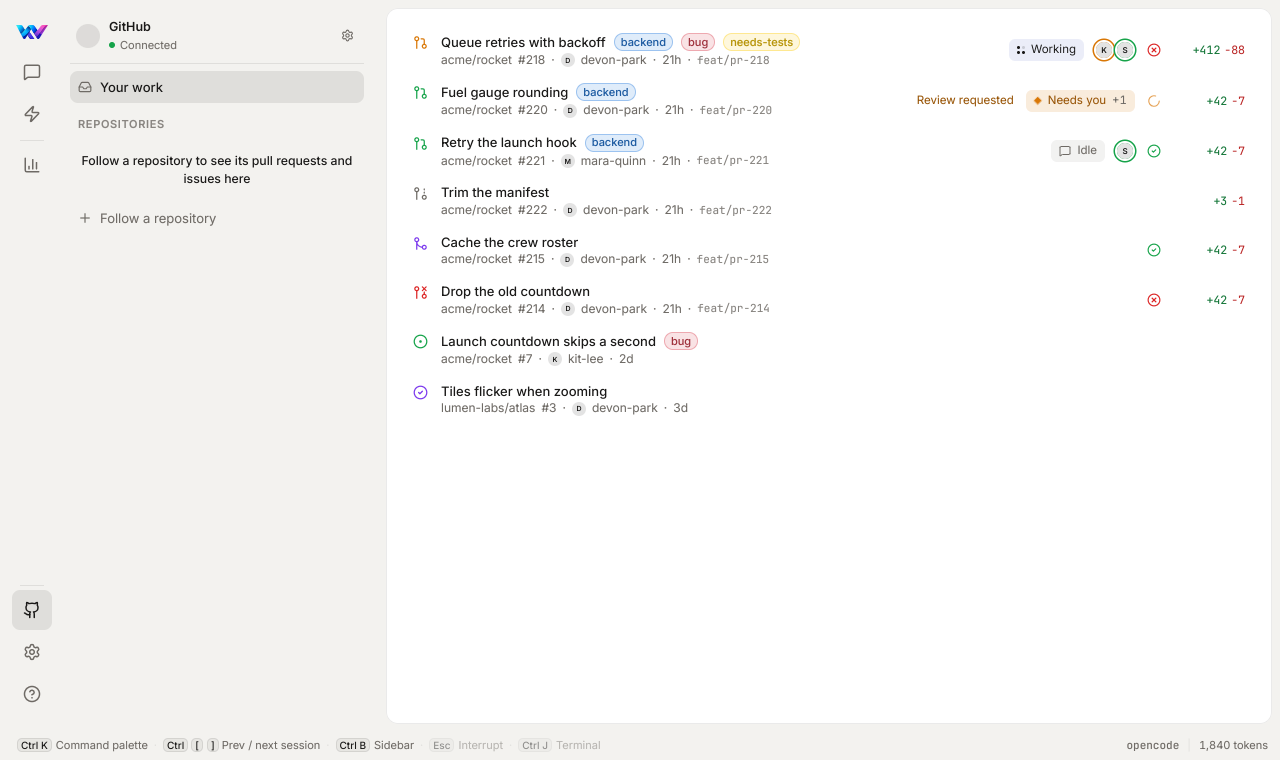 GitHub
Connected
Your work
REPOSITORIES
Follow a repository to see its pull requests and
issues here
Follow a repository
Queue retries with backoff backend bug needs-tests
acme/rocket #218 · D devon-park · 21h · feat/pr-218
Working K S +412 -88
Fuel gauge rounding backend
acme/rocket #220 · D devon-park · 21h · feat/pr-220
Review requested Needs you +1 +42 -7
Retry the launch hook backend
acme/rocket #221 · M mara-quinn · 21h · feat/pr-221
Idle S +42 -7
Trim the manifest
acme/rocket #222 · D devon-park · 21h · feat/pr-222
+3 -1
Cache the crew roster
acme/rocket #215 · D devon-park · 21h · feat/pr-215
+42 -7
Drop the old countdown
acme/rocket #214 · D devon-park · 21h · feat/pr-214
+42 -7
Launch countdown skips a second bug
acme/rocket #7 · K kit-lee · 2d
Tiles flicker when zooming
lumen-labs/atlas #3 · D devon-park · 3d
Ctrl K Command palette · Ctrl [ ] Prev / next session · Ctrl B Sidebar · Esc Interrupt · Ctrl J Terminal
opencode 1,840 tokens